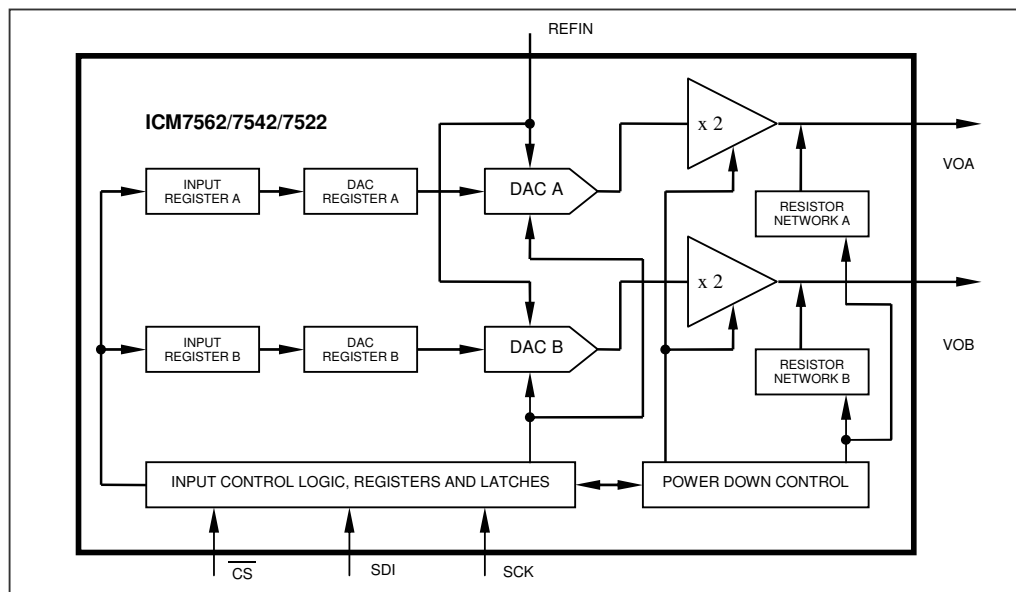 REFIN
ICM7562/7542/7522
x 2
VOA
INPUT
REGISTER A
DAC
REGISTER A
DAC A
RESISTOR
NETWORK A
x 2
VOB
INPUT
REGISTER B
DAC
REGISTER B
DAC B
RESISTOR
NETWORK B
INPUT CONTROL LOGIC, REGISTERS AND LATCHES
POWER DOWN CONTROL
CS
SDI
SCK